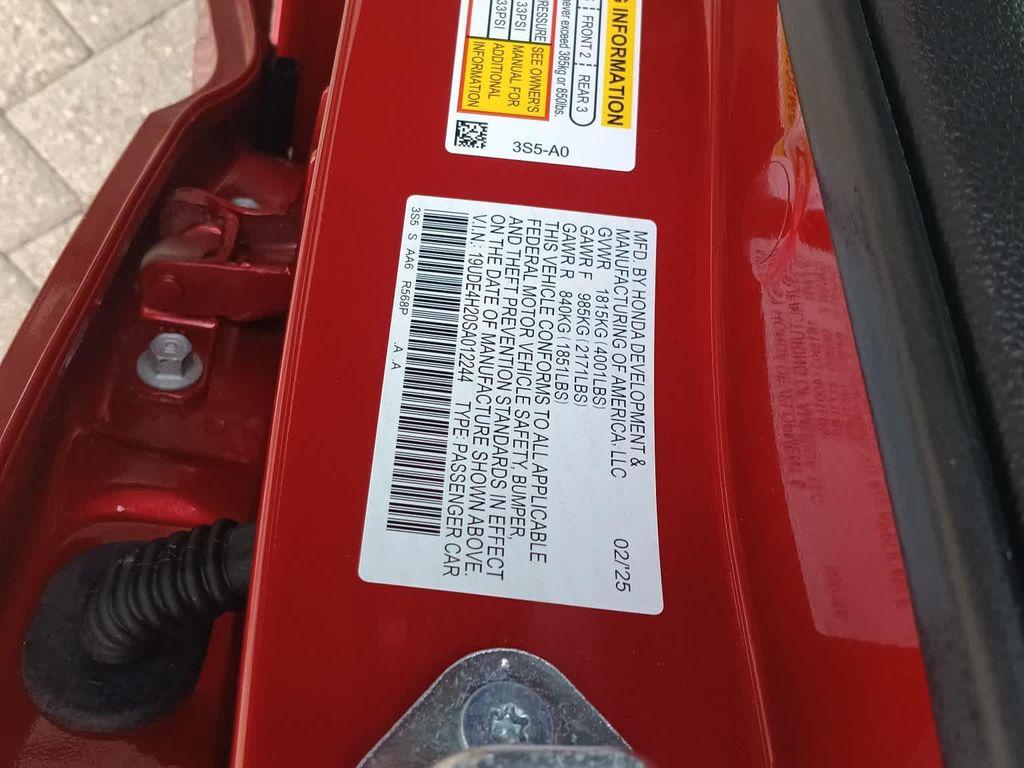 G INFORMATION
FRONT 2 | REAR 3
never exceed 385kg or 850lbs.
PRESSURE
33PSI
33PSI
SEE OWNER'S
MANUAL FOR
ADDITIONAL
INFORMATION
3S5-A0
MFD. BY HONDA DEVELOPMENT &
MANUFACTURING OF AMERICA, LLC 02/'25
GVWR 1815KG (4001LBS)
GAWR F 985KG (2171LBS)
GAWR R 840KG (1851LBS)
THIS VEHICLE CONFORMS TO ALL APPLICABLE
FEDERAL MOTOR VEHICLE SAFETY, BUMPER,
AND THEFT PREVENTION STANDARDS IN EFFECT
ON THE DATE OF MANUFACTURE SHOWN ABOVE.
V.I.N.: 19UDE4H20SA012244 TYPE: PASSENGER CAR
3S5 S AA6 R568P .A .A